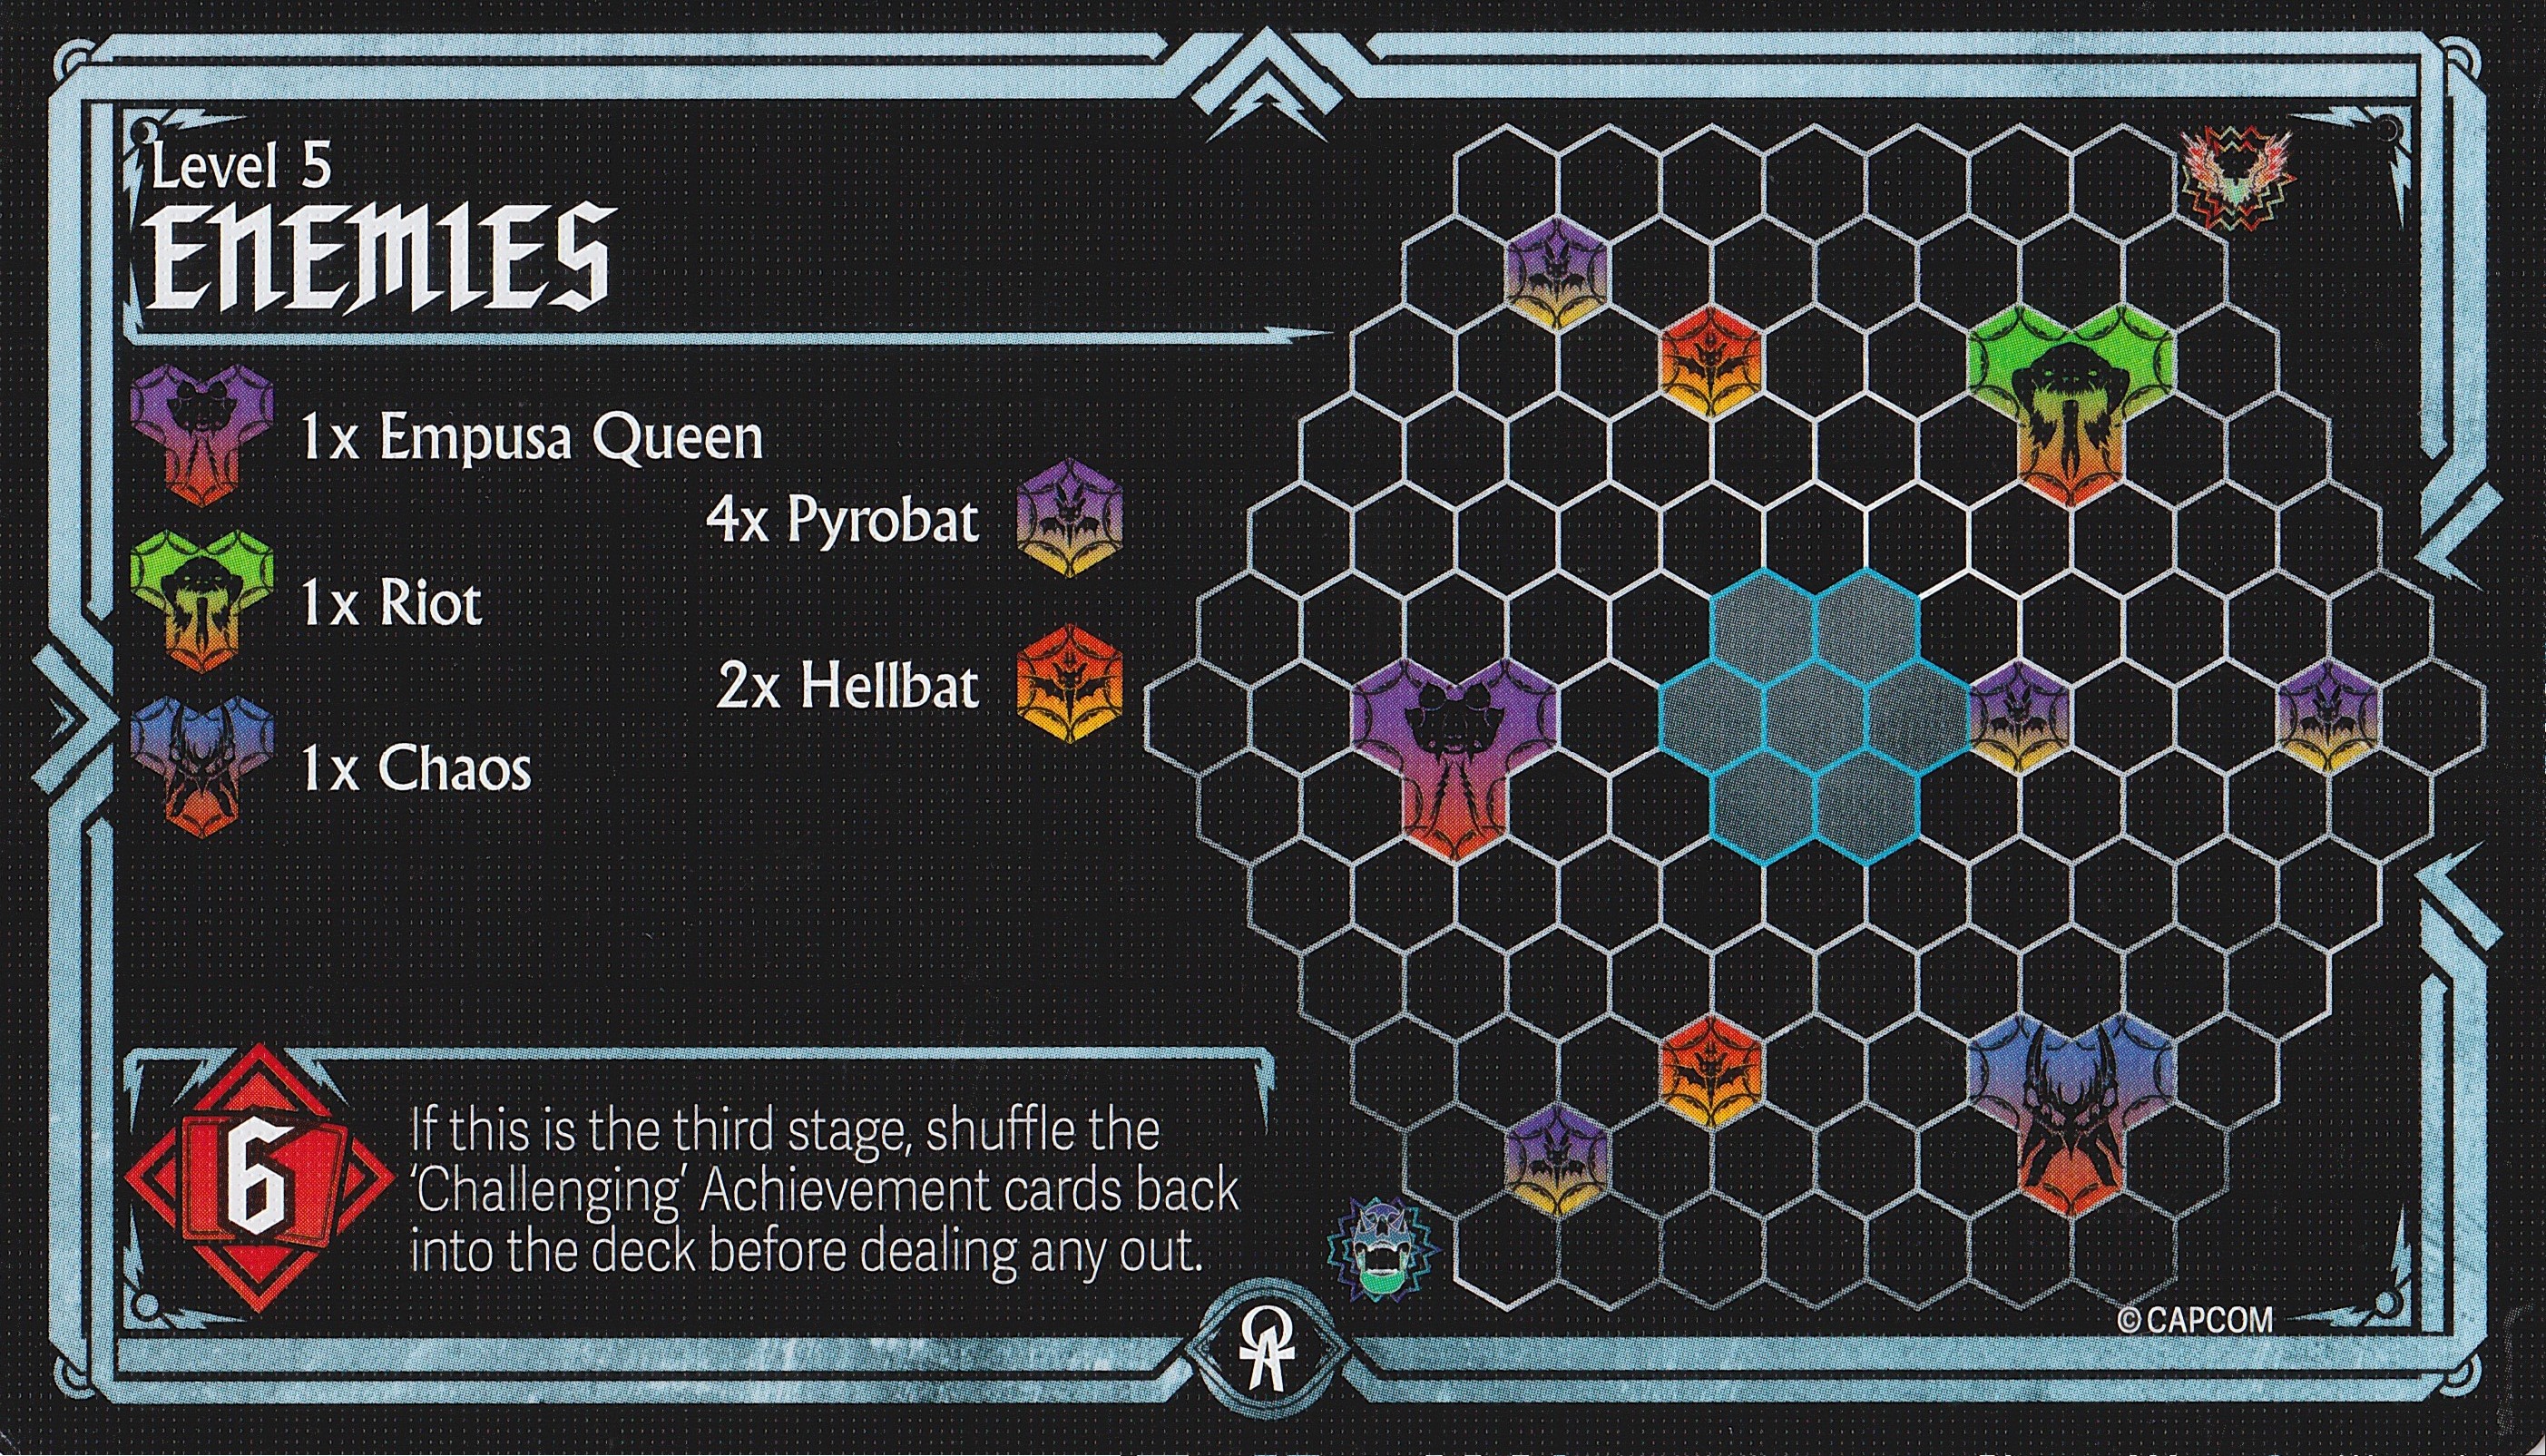 Level 5
ENEMIES
1x Empusa Queen
4x Pyrobat
1x Riot
2x Hellbat
1x Chaos
6
If this is the third stage, shuffle the
‘Challenging’ Achievement cards back
into the deck before dealing any out.
© CAPCOM